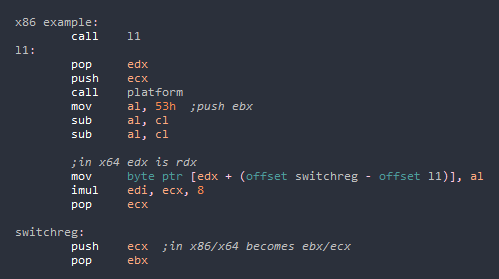 x86 example:
call l1
l1:
pop edx
push ecx
call platform
mov al, 53h ;push ebx
sub al, cl
sub al, cl
;in x64 edx is rdx
mov byte ptr [edx + (offset switchreg - offset l1)], al
imul edi, ecx, 8
pop ecx
switchreg:
push ecx ;in x86/x64 becomes ebx/ecx
pop ebx